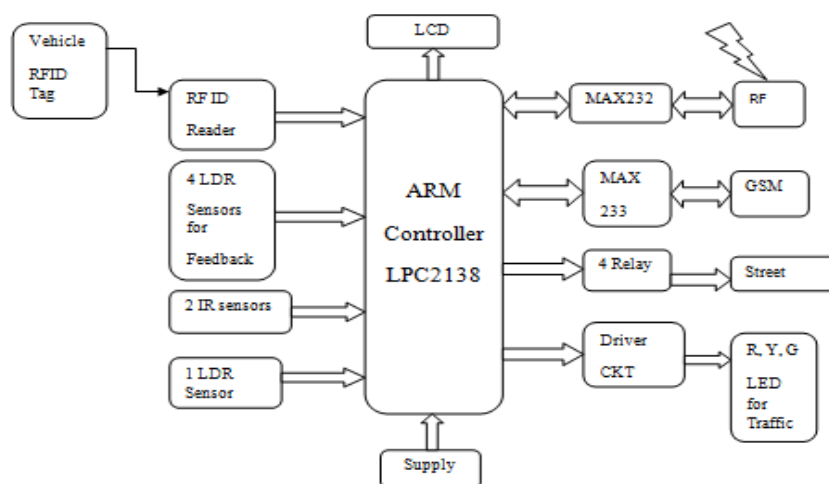 Vehicle
RFID
Tag
LCD
RF ID
Reader
MAX232
RF
4 LDR
Sensors for
Feedback
ARM
Controller
LPC2138
MAX
233
GSM
2 IR sensors
4 Relay
Street
1 LDR
Sensor
Driver
CKT
R, Y, G
LED
for
Traffic
Supply